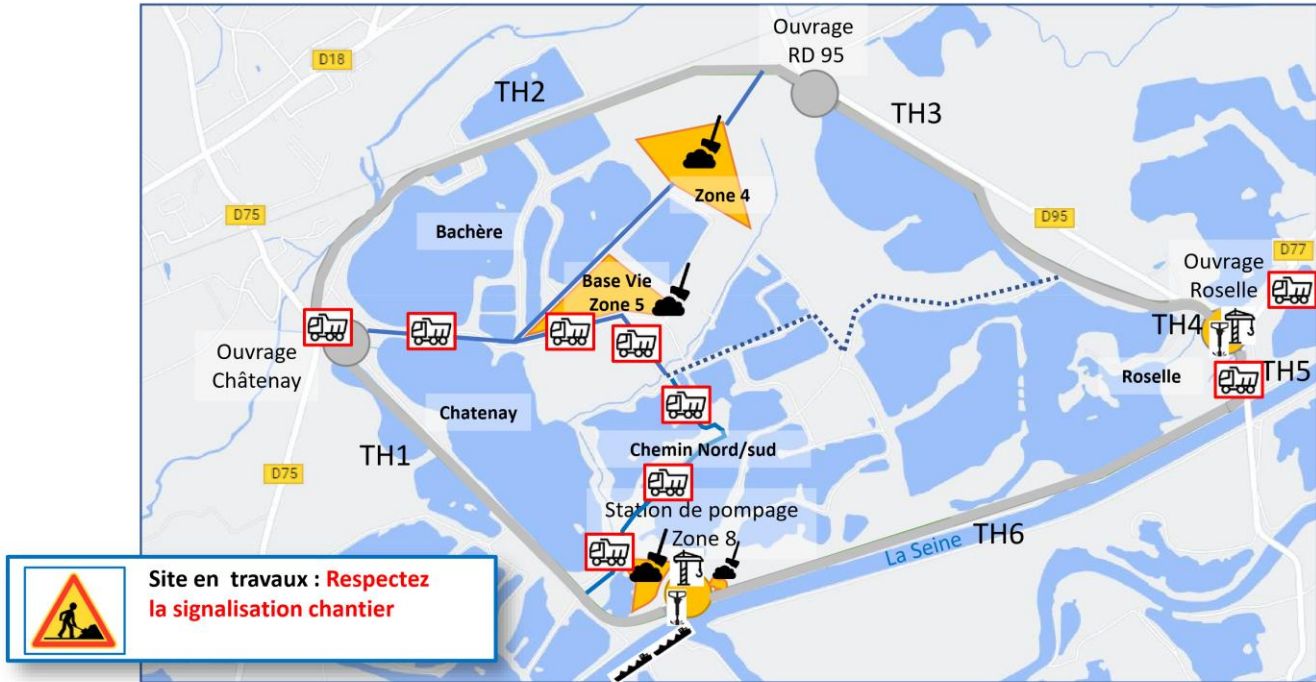 Ouvrage
RD 95
D18
TH2
TH3
Zone 4
D75
D95
Bachère
D77
Base Vie
Zone 5
Ouvrage
Roselle
TH4
Ouvrage
Châtenay
Roselle
TH5
Chatenay
TH1
Chemin Nord/sud
D75
Station de pompage
Zone 8
La Seine
TH6
Site en travaux : Respectez
la signalisation chantier